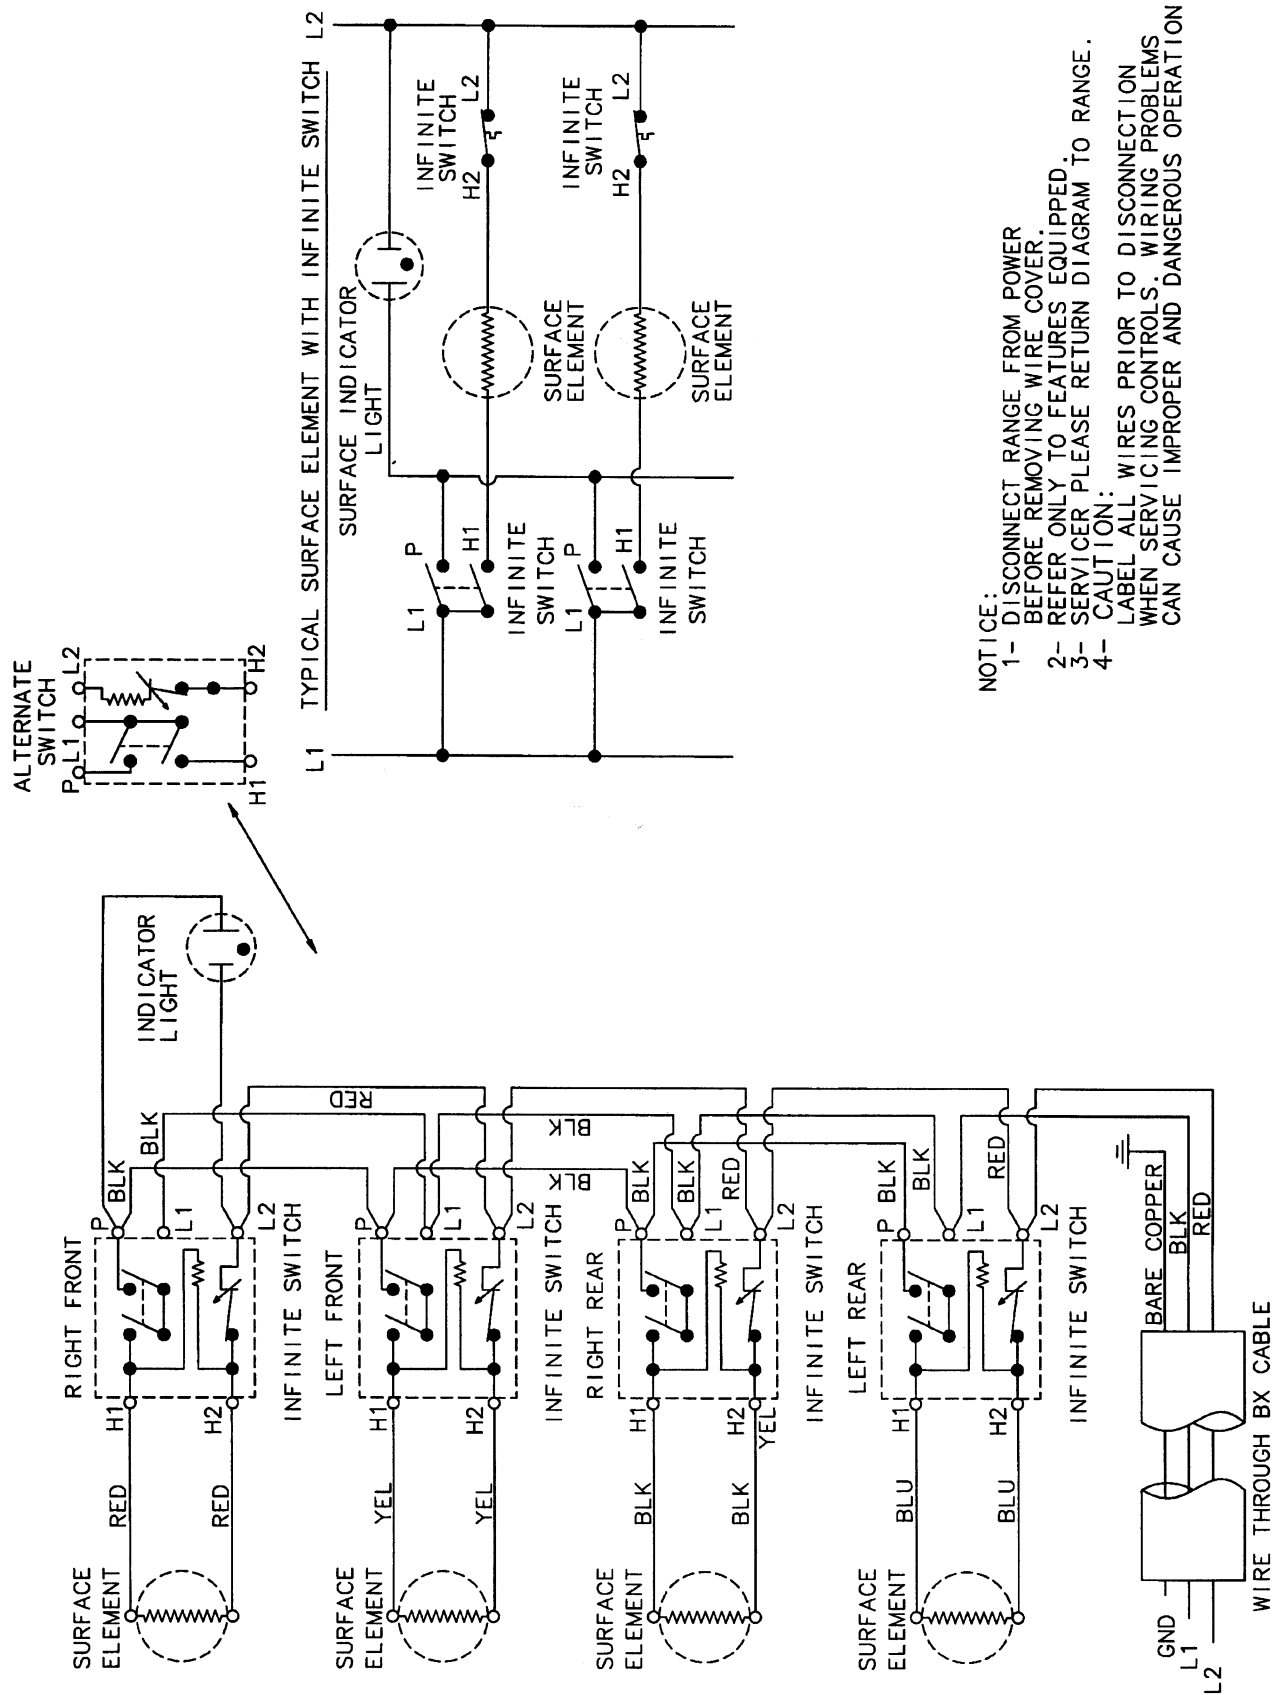 SURFACE
ELEMENT
RED
RED
H1
H2
RIGHT FRONT
INFINITE SWITCH
P
L1
L2
BLK
BLK
INDICATOR
LIGHT
SURFACE
ELEMENT
YEL
YEL
H1
H2
LEFT FRONT
INFINITE SWITCH
P
L1
L2
RED
BLK
BLK
SURFACE
ELEMENT
BLK
BLK
H1
H2
YEL
RIGHT REAR
INFINITE SWITCH
P
L1
L2
BLK
BLK
RED
SURFACE
ELEMENT
BLU
BLU
H1
H2
LEFT REAR
INFINITE SWITCH
P
L1
L2
BLK
BLK
RED
GND
L1
L2
BARE COPPER
BLK
RED
WIRE THROUGH BX CABLE
ALTERNATE
SWITCH
P
L1
L2
H1
H2
TYPICAL SURFACE ELEMENT WITH INFINITE SWITCH
L1
L2
SURFACE INDICATOR
LIGHT
L1
P
H1
INFINITE
SWITCH
SURFACE
ELEMENT
INFINITE
SWITCH
H2
L2
L1
P
H1
INFINITE
SWITCH
SURFACE
ELEMENT
INFINITE
SWITCH
H2
L2
NOTICE:
1- DISCONNECT RANGE FROM POWER
BEFORE REMOVING WIRE COVER.
2- REFER ONLY TO FEATURES EQUIPPED.
3- SERVICER PLEASE RETURN DIAGRAM TO RANGE.
4- CAUTION:
LABEL ALL WIRES PRIOR TO DISCONNECTION
WHEN SERVICING CONTROLS. WIRING PROBLEMS
CAN CAUSE IMPROPER AND DANGEROUS OPERATION